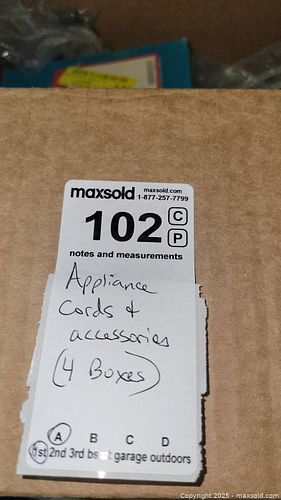 maxsold maxsold.com
1-877-257-7799
102 C
P
notes and measurements
Appliance
Cords &
accessories
(4 Boxes)
A B C D
1st 2nd 3rd garage outdoors
Copyright 2025 - maxsold.com